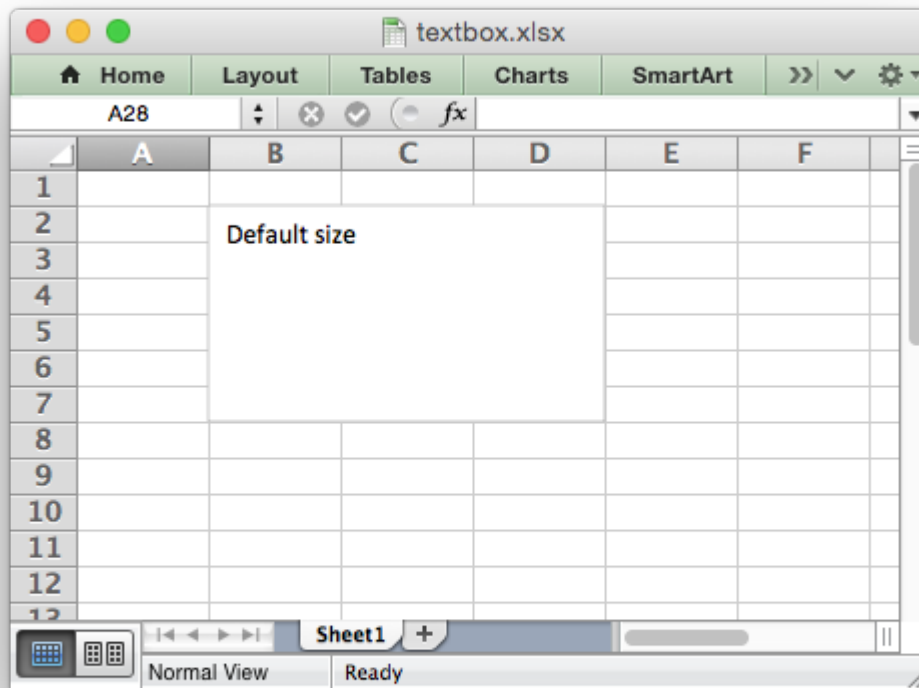 textbox.xlsx
Home Layout Tables Charts SmartArt
A28 fx
A B C D E F
1
2
Default size
3
4
5
6
7
8
9
10
11
12
13
Sheet1 +
Normal View Ready